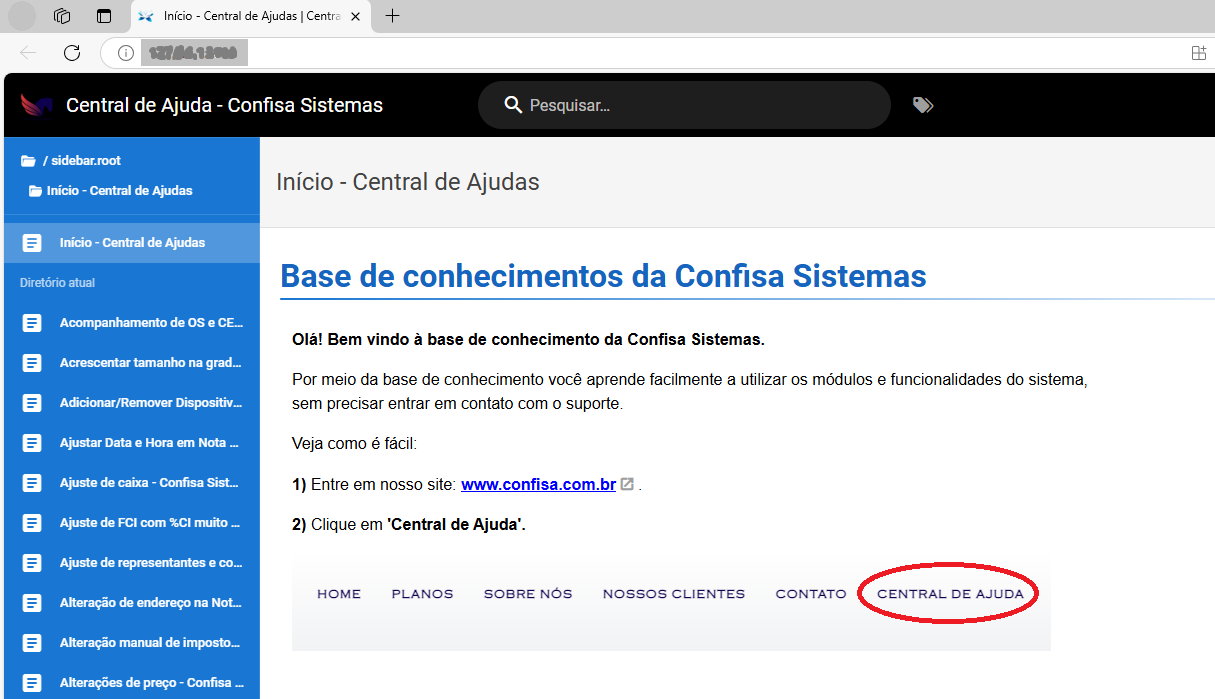 Início - Central de Ajudas | Centra
Central de Ajuda - Confisa Sistemas
Pesquisar...
/ sidebar.root
Início - Central de Ajudas
Início - Central de Ajudas
Diretório atual
Acompanhamento de OS e CE...
Acrescentar tamanho na grad...
Adicionar/Remover Dispositiv...
Ajustar Data e Hora em Nota ...
Ajuste de caixa - Confisa Sist...
Ajuste de FCI com %CI muito ...
Ajuste de representantes e co...
Alteração de endereço na Not...
Alteração manual de imposto...
Alterações de preço - Confisa ...
Início - Central de Ajudas
Base de conhecimentos da Confisa Sistemas
Olá! Bem vindo à base de conhecimento da Confisa Sistemas.
Por meio da base de conhecimento você aprende facilmente a utilizar os módulos e funcionalidades do sistema,
sem precisar entrar em contato com o suporte.
Veja como é fácil:
1) Entre em nosso site: www.confisa.com.br .
2) Clique em 'Central de Ajuda'.
HOME PLANOS SOBRE NÓS NOSSOS CLIENTES CONTATO CENTRAL DE AJUDA